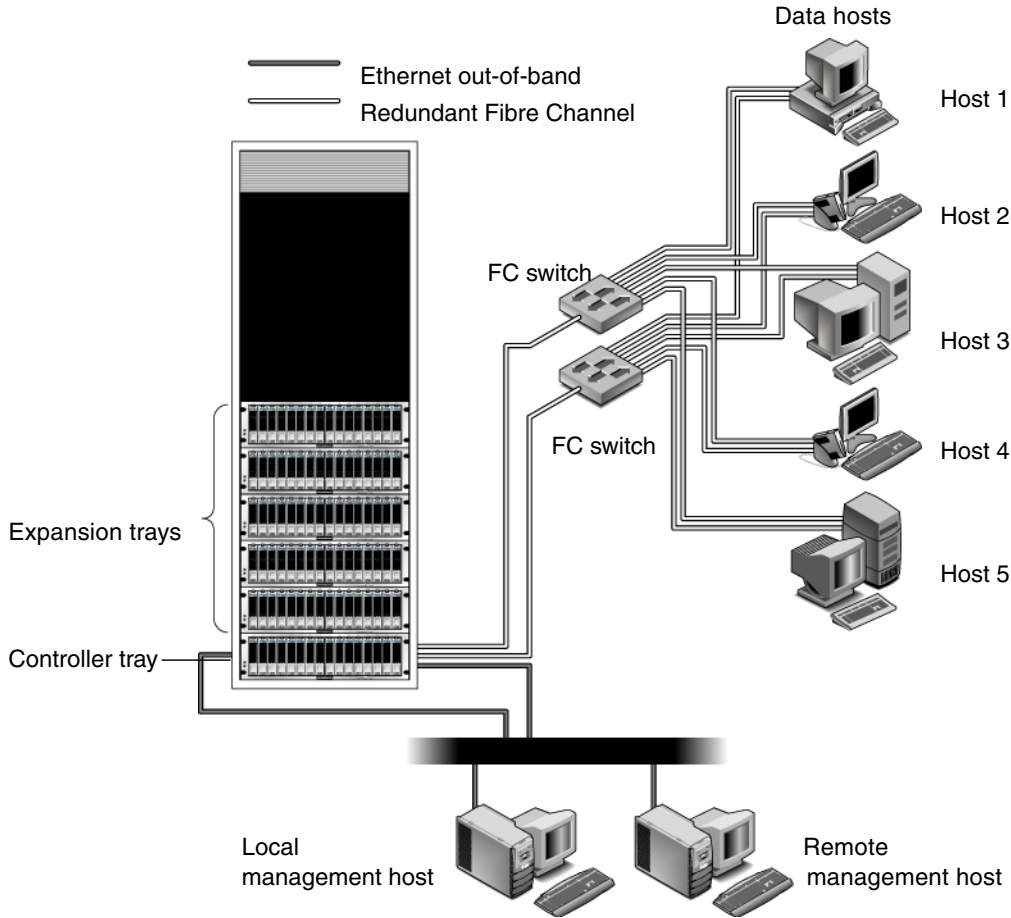 Data hosts
Ethernet out-of-band
Redundant Fibre Channel
Host 1
Host 2
FC switch
Host 3
FC switch
Host 4
Expansion trays
Host 5
Controller tray
Local
management host
Remote
management host